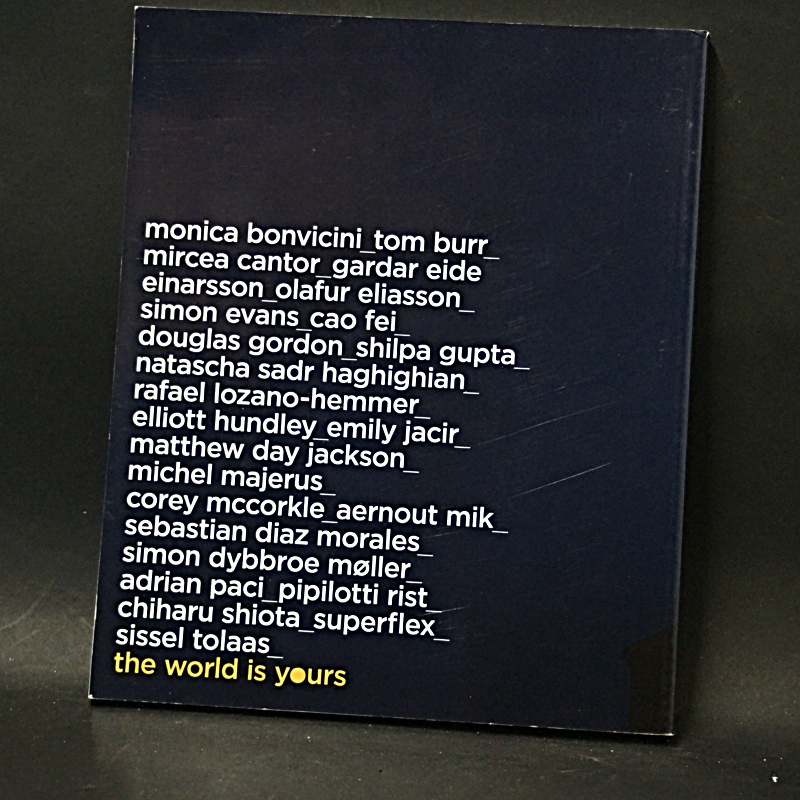 monica bonvicini_tom burr_
mircea cantor_gardar eide
einarsson_olafur eliasson_
simon evans_cao fei_
douglas gordon_shilpa gupta_
natascha sadr haghighian_
rafael lozano-hemmer_
elliott hundley_emily jacir_
matthew day jackson_
michel majerus_
corey mccorkle_aernout mik_
sebastian diaz morales_
simon dybbroe møller_
adrian paci_pipilotti rist_
chiharu shiota_superflex_
sissel tolaas_
the world is yours